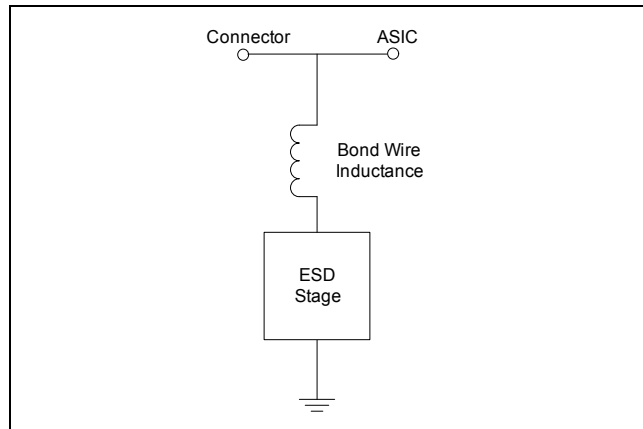 Connector
ASIC
Bond Wire
Inductance
ESD
Stage